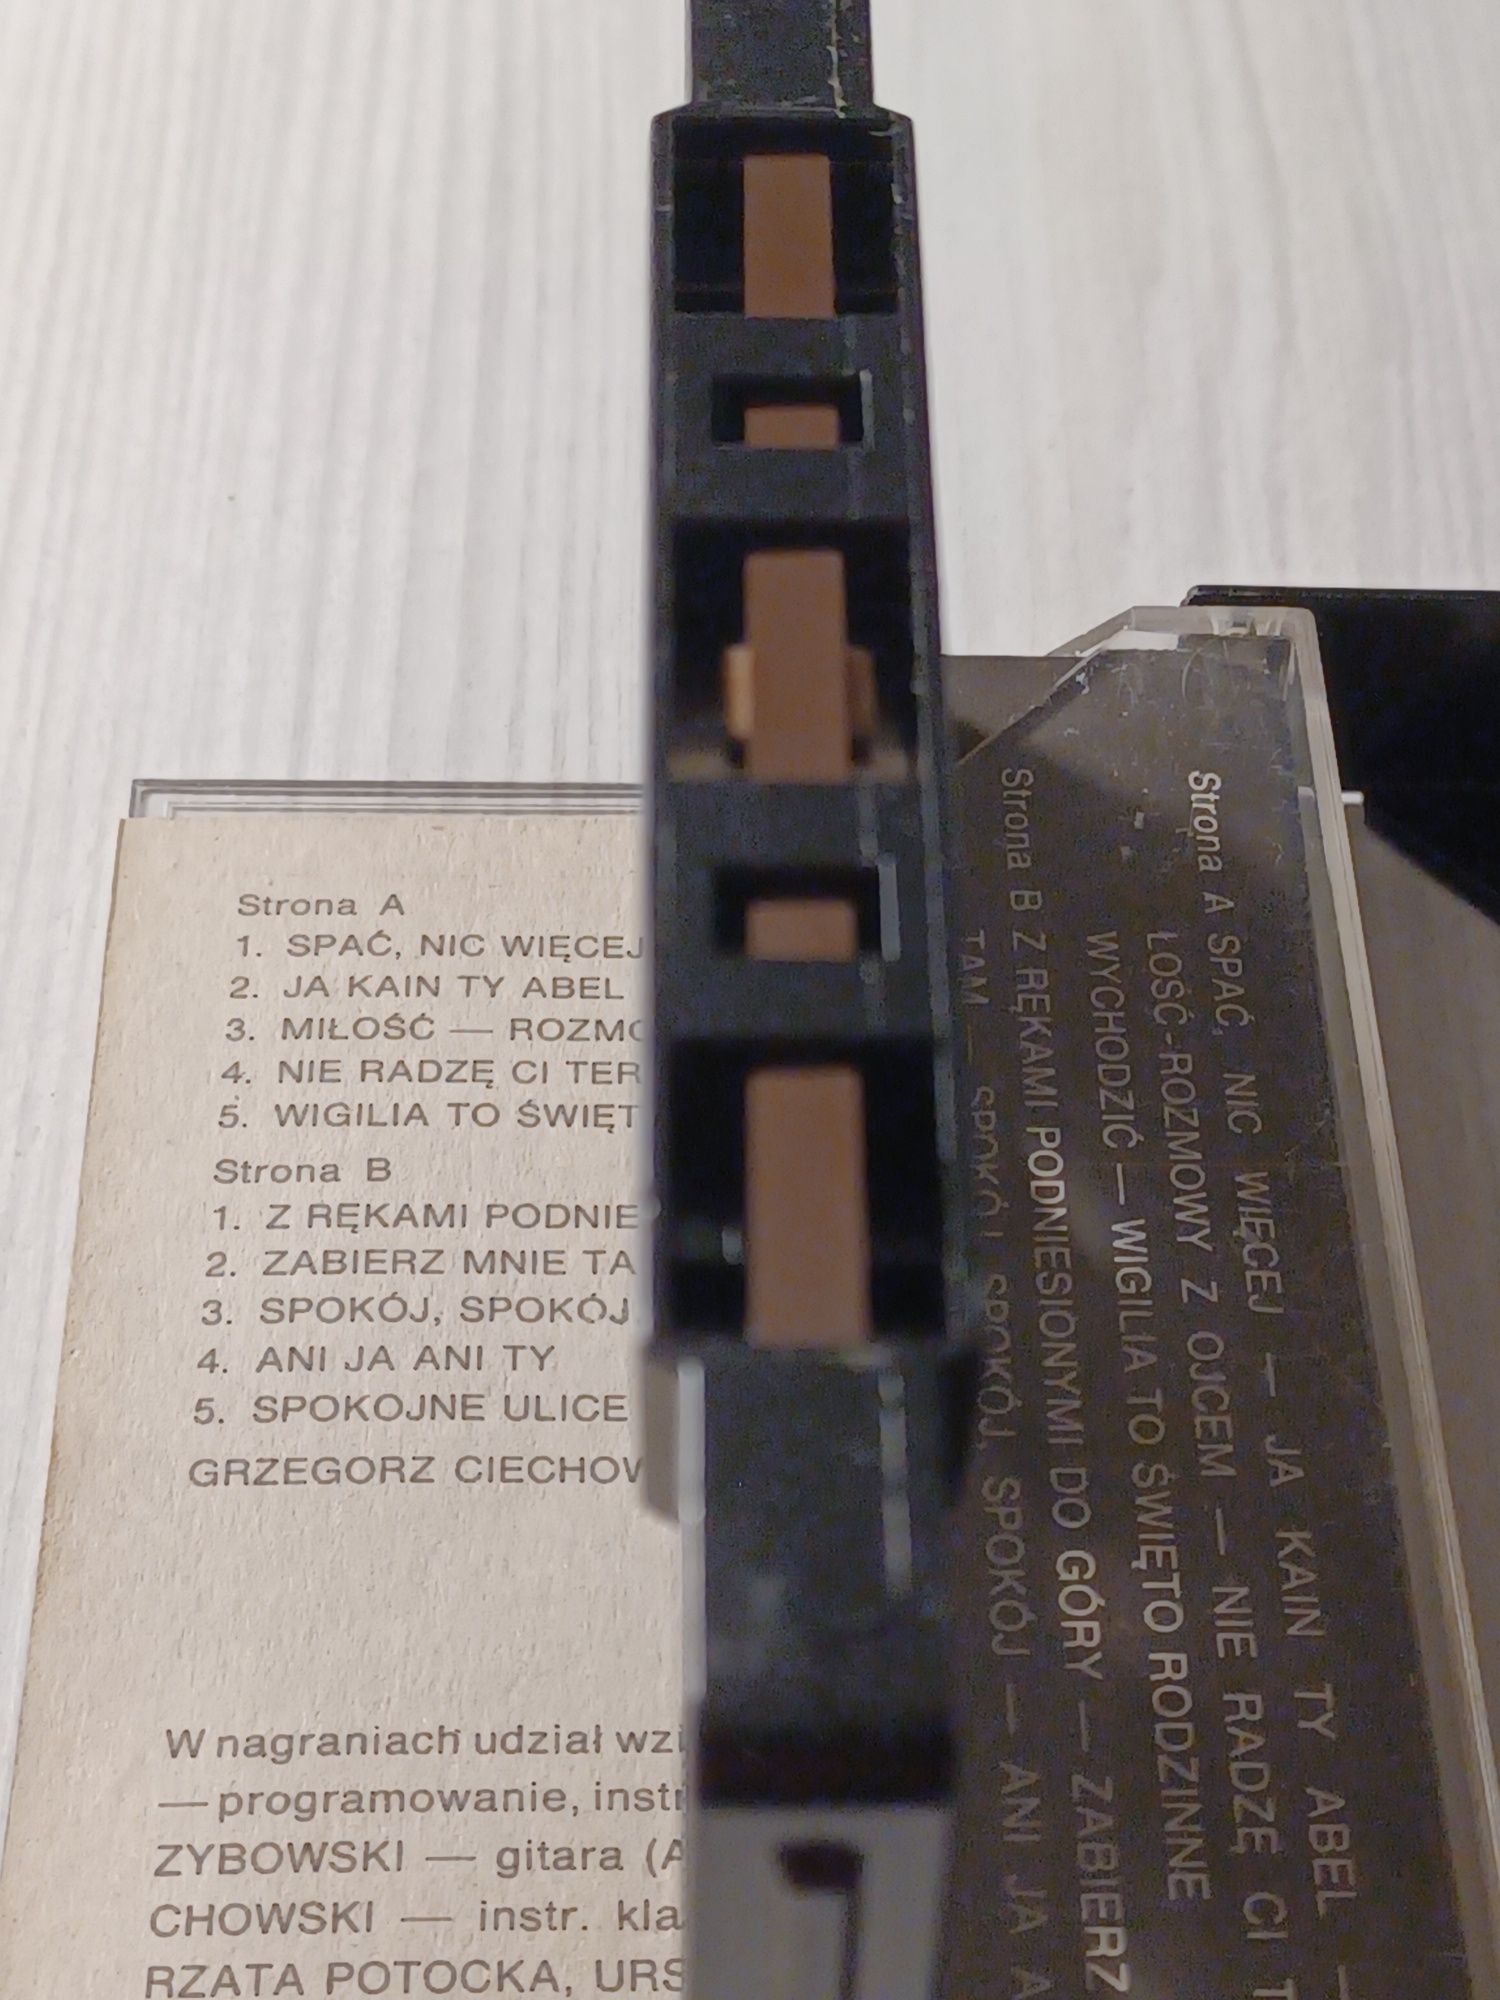 Strona A
1. SPAĆ, NIC WIĘCEJ
2. JA KAIN TY ABEL
3. MIŁOŚĆ — ROZMO
4. NIE RADZĘ CI TER
5. WIGILIA TO ŚWIĘT
Strona B
1. Z RĘKAMI PODNIE
2. ZABIERZ MNIE TA
3. SPOKÓJ, SPOKÓJ
4. ANI JA ANI TY
5. SPOKOJNE ULICE
GRZEGORZ CIECHOW
W nagraniach udział wzi
— programowanie, instr
ZYBOWSKI — gitara (A
CHOWSKI — instr. kla
RZATA POTOCKA, URS
Strona A SPAĆ, NIC WIĘCEJ — JA KAIN TY ABEL —
ŁOŚĆ-ROZMOWY Z OJCEM — NIE RADZĘ CI T
WYCHODZIĆ — WIGILIA TO ŚWIĘTO RODZINNE
Strona B Z RĘKAMI PODNIESIONYMI DO GÓRY — ZABIERZ
TAM — SPOKÓJ, SPOKÓJ, SPOKÓJ — ANI JA A